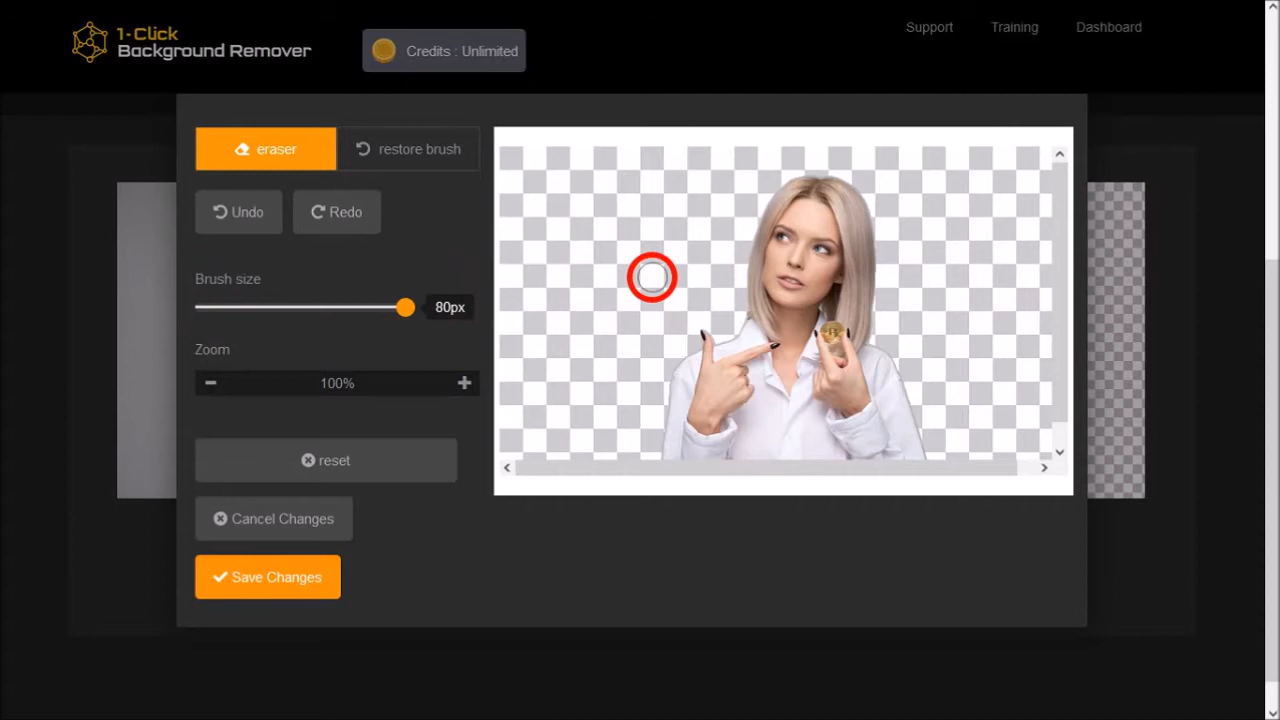 1-Click
Background Remover
Credits : Unlimited
Support
Training
Dashboard
eraser
restore brush
Undo
Redo
Brush size
80px
Zoom
100%
reset
Cancel Changes
Save Changes